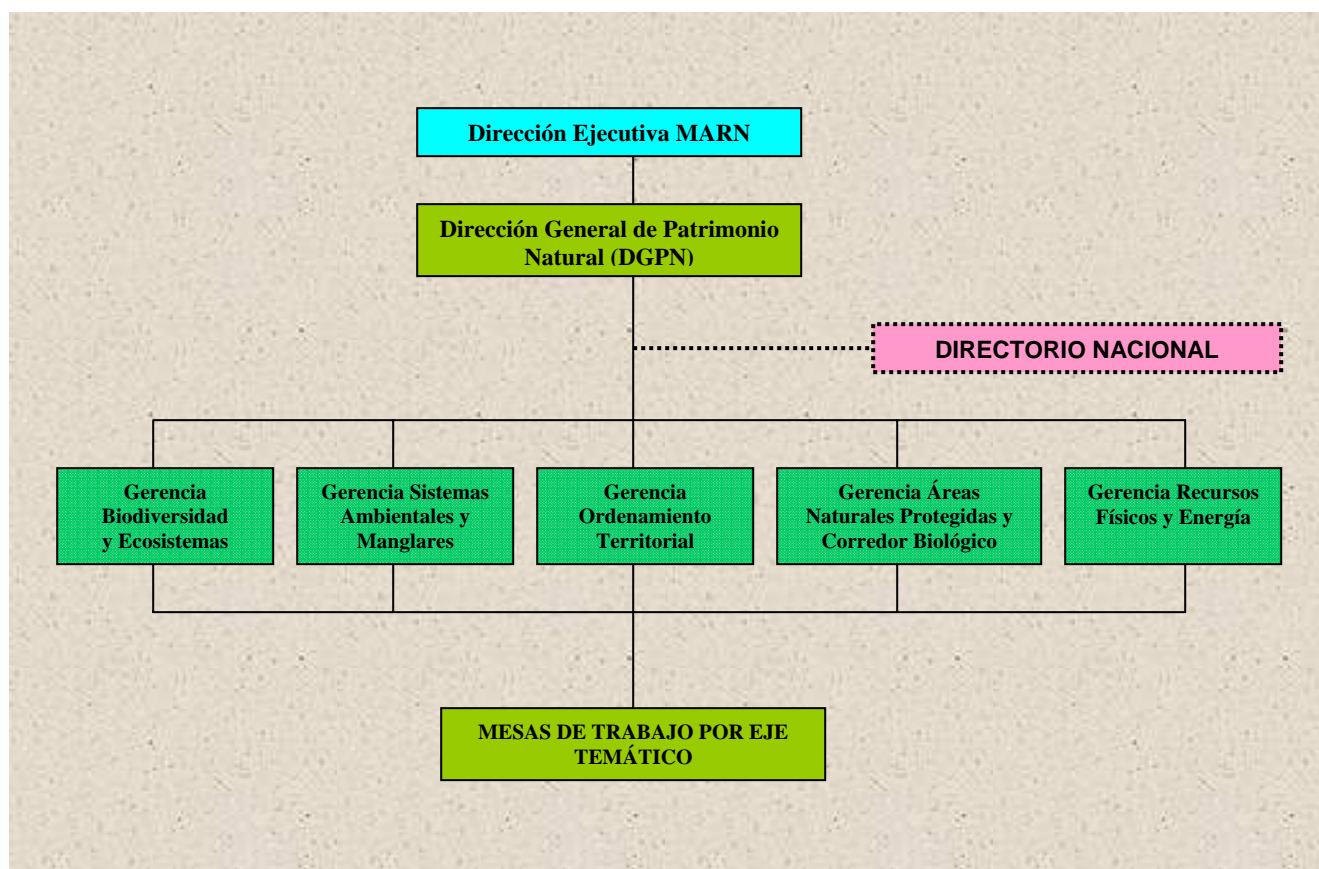 Dirección Ejecutiva MARN
Dirección General de Patrimonio
Natural (DGPN)
DIRECTORIO NACIONAL
Gerencia
Biodiversidad
y Ecosistemas
Gerencia Sistemas
Ambientales y
Manglares
Gerencia
Ordenamiento
Territorial
Gerencia Áreas
Naturales Protegidas y
Corredor Biológico
Gerencia Recursos
Físicos y Energía
MESAS DE TRABAJO POR EJE
TEMÁTICO